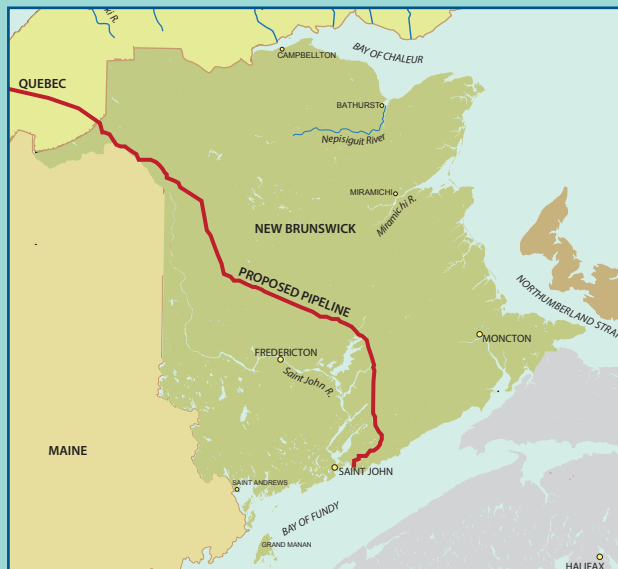 ki R.
CAMPBELLTON
BAY OF CHALEUR
QUEBEC
BATHURST
Nepisiguit River
MIRAMICHI
Miramichi R.
NEW BRUNSWICK
PROPOSED PIPELINE
NORTHUMBERLAND STRA
MONCTON
FREDERICTON
Saint John R.
MAINE
SAINT JOHN
SAINT ANDREWS
BAY OF FUNDY
GRAND MANAN
HALIFAX